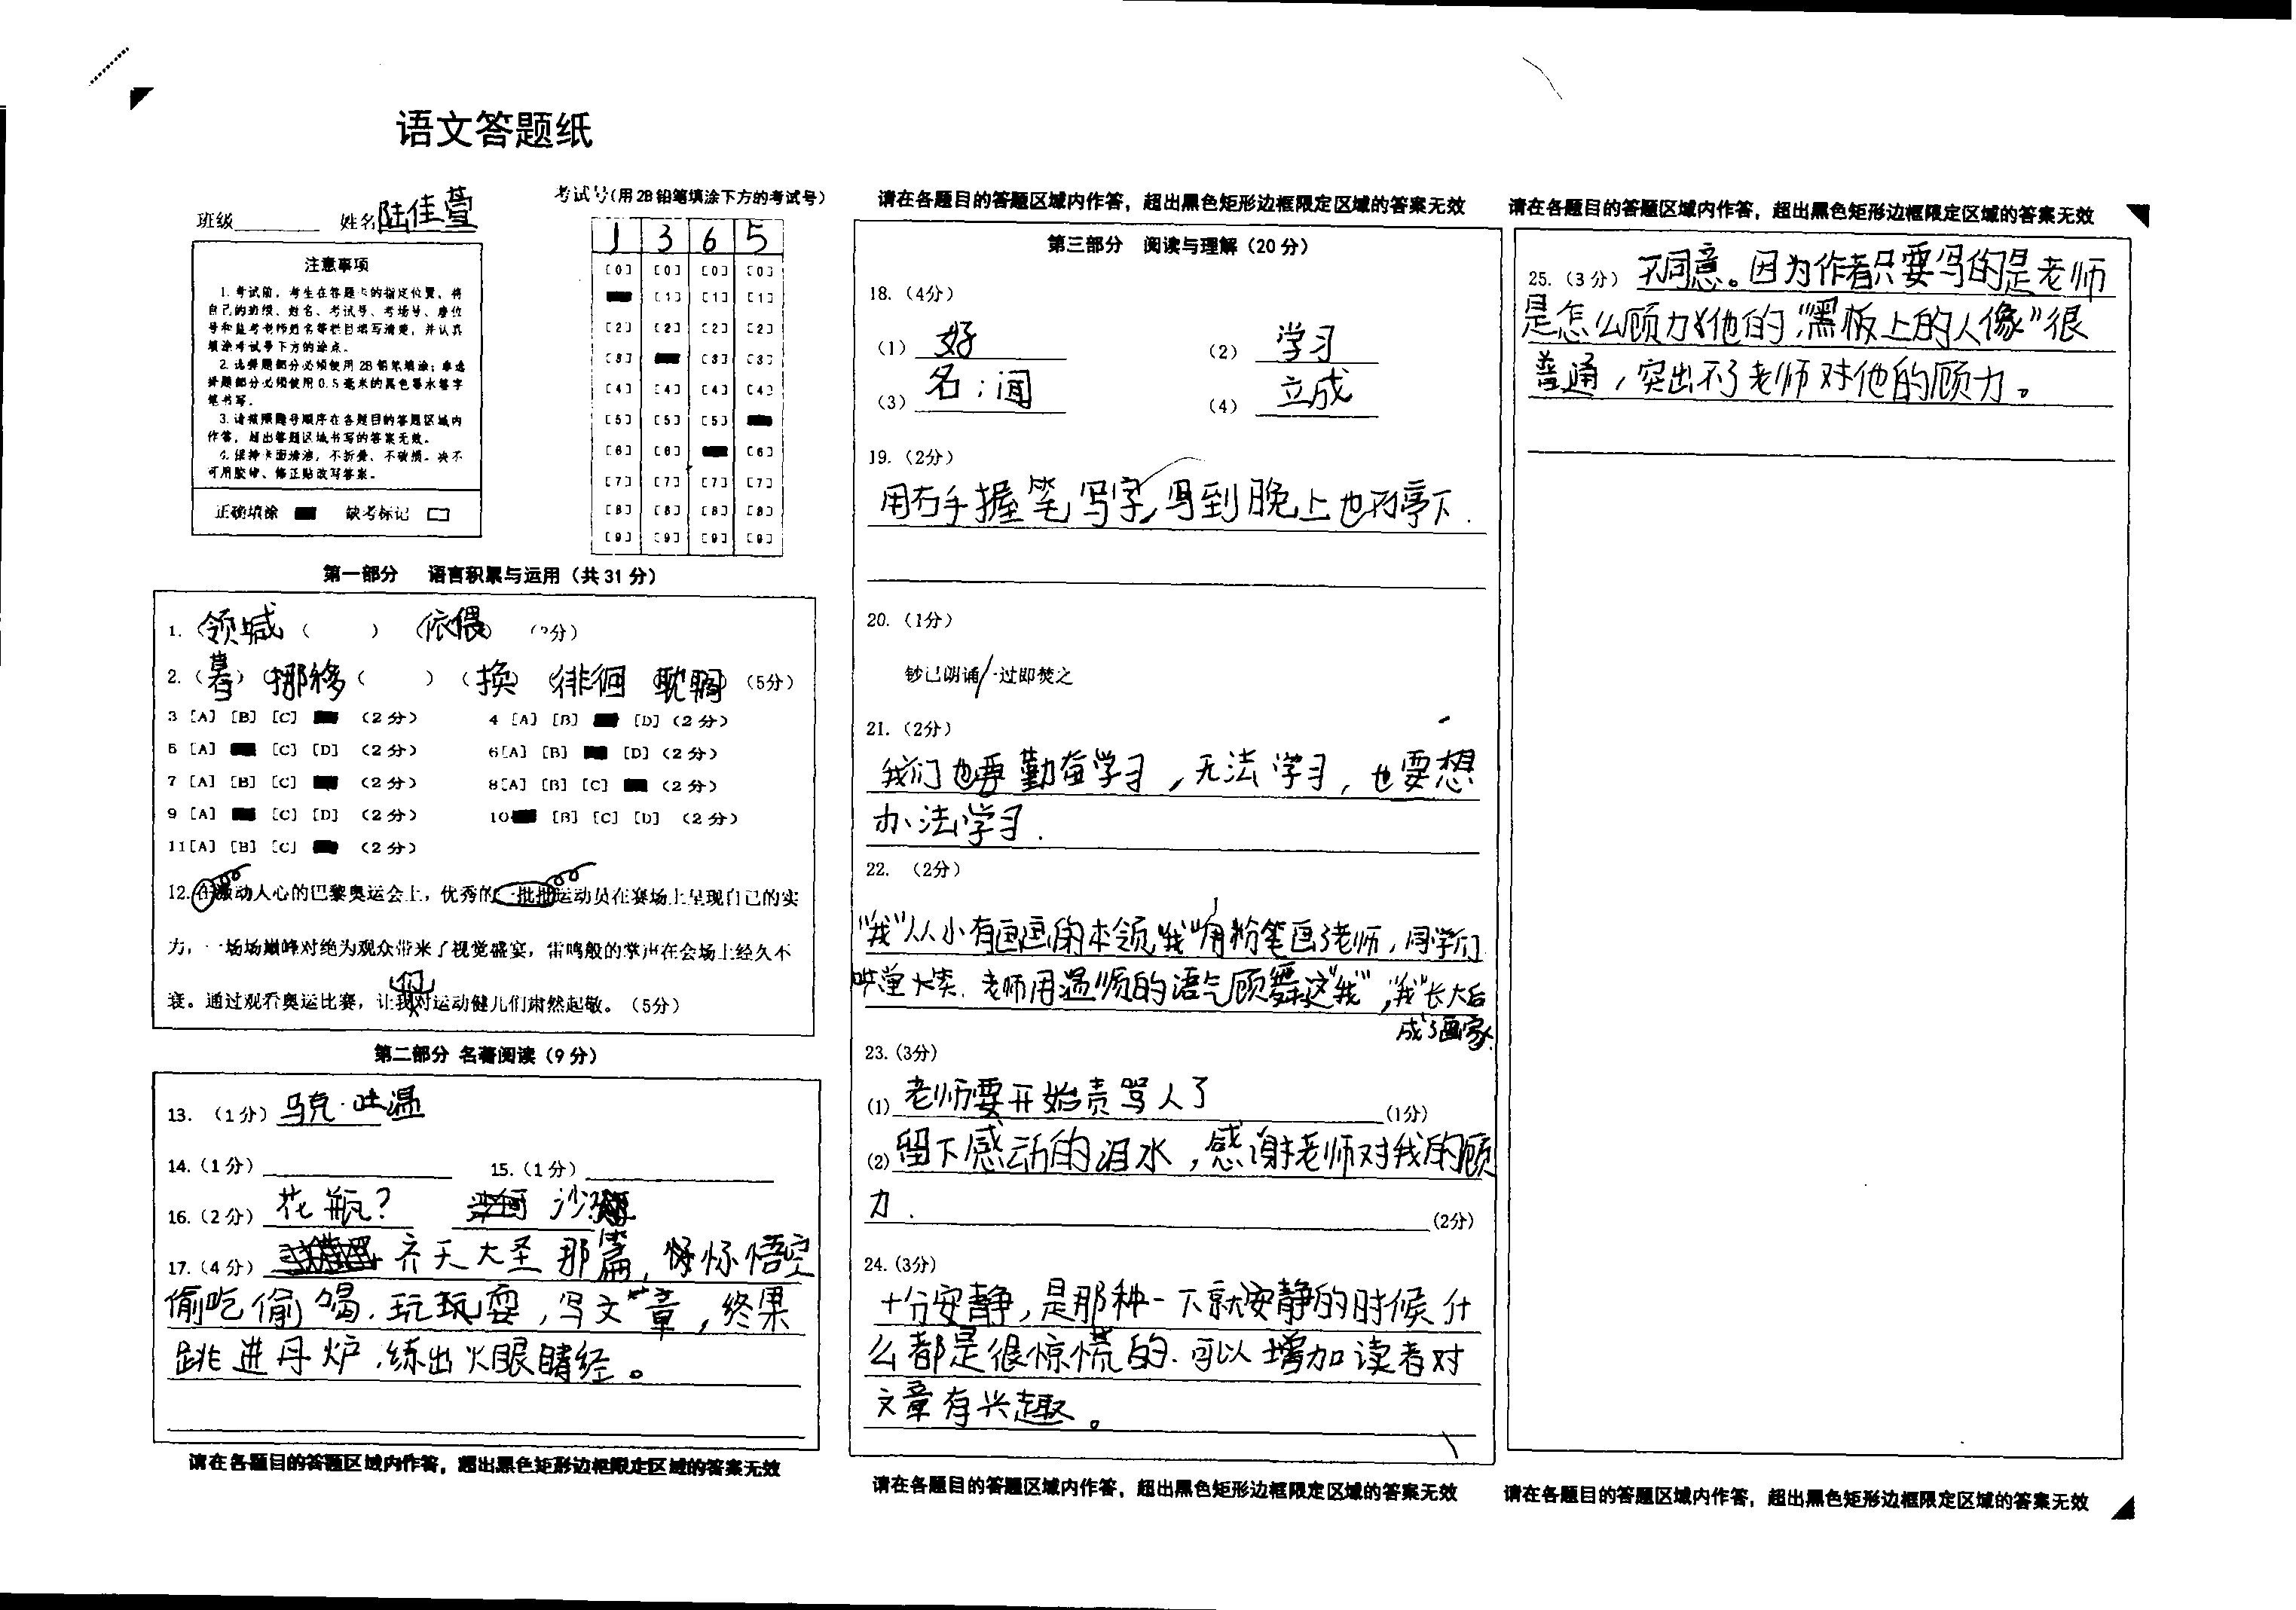 语文答题纸
班级________ 姓名 陆佳萱
考试号(用2B铅笔填涂下方的考试号)
1 3 6 5
[0] [0] [0] [0]
[1] [1] [1]
[2] [2] [2] [2]
[3] [3] [3]
[4] [4] [4] [4]
[5] [5] [5]
[6] [6] [6]
[7] [7] [7] [7]
[8] [8] [8] [8]
[9] [9] [9] [9]
注意事项
1. 考试前，考生在答题卡的指定位置，将
自己的班级、姓名、考试号、考场号、座位
号和监考老师姓名等栏目填写清楚，并认真
填涂考试号下方的涂点。
2. 选择题部分必须使用2B铅笔填涂；非选
择题部分必须使用0.5毫米的黑色墨水签字
笔书写。
3. 请按照题号顺序在各题目的答题区域内
作答，超出答题区域书写的答案无效。
4. 保持卡面清洁，不折叠、不破损。决不
可用胶带、修正贴改写答案。
正确填涂 缺考标记
第一部分 语言积累与运用（共31分）
1. (领喊 ( ) (依偎) (2分)
2. (暮) (挪移 ( ) (换) (徘徊 耽搁) (5分)
3 [A] [B] [C] (2分) 4 [A] [B] [D] (2分)
5 [A] [C] [D] (2分) 6[A] [B] [D] (2分)
7 [A] [B] [C] (2分) 8[A] [B] [C] (2分)
9 [A] [C] [D] (2分) 10 [B] [C] [D] (2分)
11[A] [B] [C] (2分)
12.在激动人心的巴黎奥运会上，优秀的一批批运动员在赛场上呈现自己的实
力，一场场巅峰对绝为观众带来了视觉盛宴，雷鸣般的掌声在会场上经久不
们
衰。通过观看奥运比赛，让我对运动健儿们肃然起敬。（5分）
第二部分 名著阅读（9分）
13. （1分） 马克·吐温
14.（1分） 15.（1分）
16.（2分） 花瓶? 沙
17.（4分） 齐天大圣那篇，悟空
偷吃偷喝，玩玩耍，写文章，终果
跳进丹炉，练出火眼睛经。
请在各题目的答题区域内作答，超出黑色矩形边框限定区域的答案无效
请在各题目的答题区域内作答，超出黑色矩形边框限定区域的答案无效
第三部分 阅读与理解（20分）
18.（4分）
(1) 好 (2) 学习
(3) 名；闻 (4) 立成
19.（2分）
用右手握笔写字，写到晚上也不停下.
20.（1分）
钞已朗诵/一过即焚之
21.（2分）
我们也要勤奋学习，无法学习，也要想
办法学习.
22. （2分）
“我”从小有画画的本领，“我”用粉笔画了老师，同学们
哄堂大笑. 老师用温顺的语气顾舞这“我”，“我”长大后
成了画家.
23.(3分)
(1) 老师要开始责骂人了 (1分)
(2) 留下感动的泪水，感谢老师对我的顾
力. (2分)
24.(3分)
十分安静，是那种一下就安静的时候什
么都是很惊慌的.可以增加读者对
文章有兴趣。
请在各题目的答题区域内作答，超出黑色矩形边框限定区域的答案无效
请在各题目的答题区域内作答，超出黑色矩形边框限定区域的答案无效
25.（3分） 不同意。因为作者只要写的是老师
是怎么顾力对他的，“黑板上的人像”很
普通，突出不了老师对他的顾力。
请在各题目的答题区域内作答，超出黑色矩形边框限定区域的答案无效